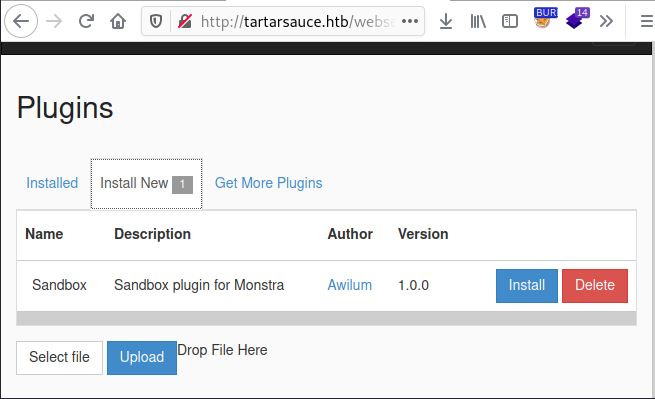 BUR 14
http://tartarsauce.htb/webse
Plugins
Installed Install New 1 Get More Plugins
Name Description Author Version
Sandbox Sandbox plugin for Monstra Awilum 1.0.0 Install Delete
Select file Upload Drop File Here